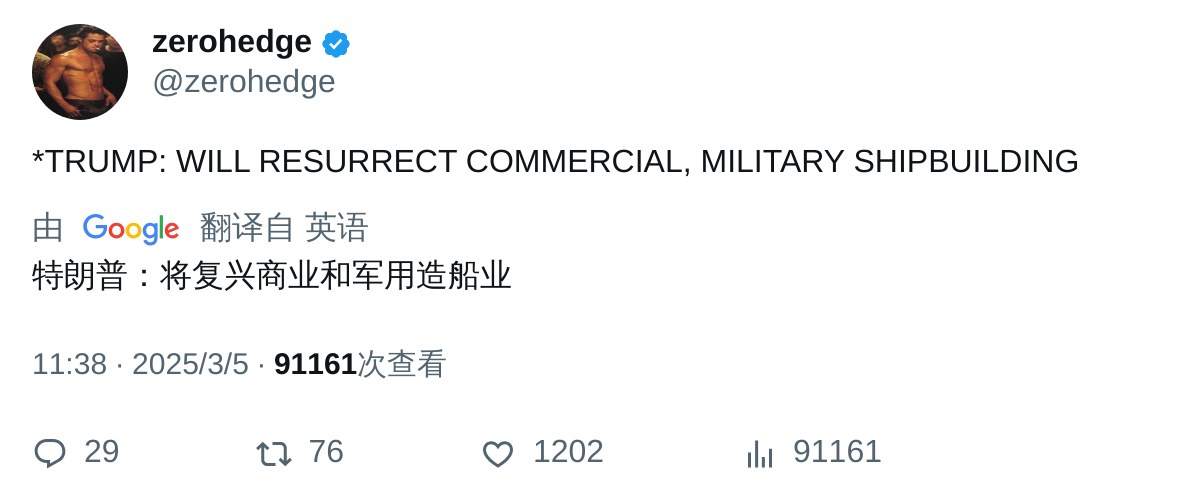 zerohedge
@zerohedge
*TRUMP: WILL RESURRECT COMMERCIAL, MILITARY SHIPBUILDING
由 Google 翻译自 英语
特朗普：将复兴商业和军用造船业
11:38 · 2025/3/5 · 91161次查看
29 76 1202 91161